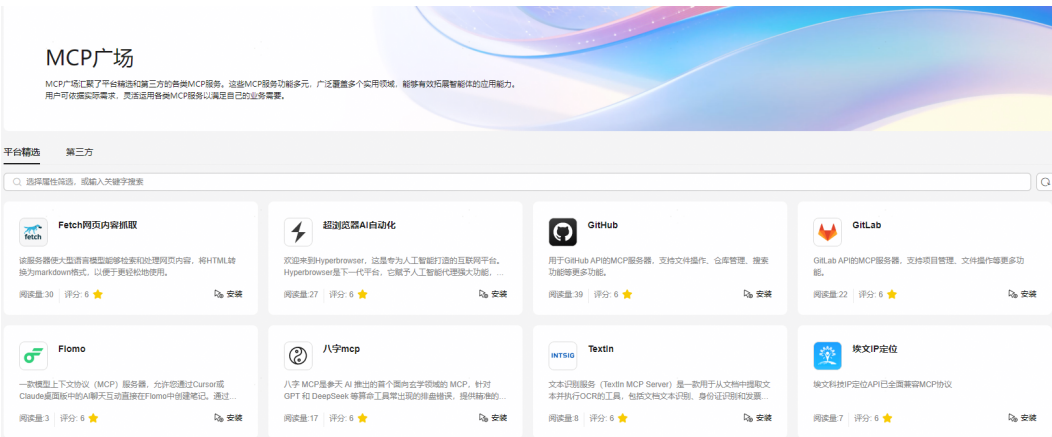 MCP广场
MCP广场汇聚了平台精选和第三方的各类MCP服务。这些MCP服务功能多元，广泛覆盖多个实用领域，能够有效拓展智能体的应用能力。
用户可依据实际需求，灵活运用各类MCP服务以满足自己的业务需要。
平台精选 第三方
选择属性筛选，或输入关键字搜索
Fetch网页内容抓取
fetch
该服务器使大型语言模型能够检索和处理网页内容，将HTML转
换为markdown格式，以便于更轻松地使用。
阅读量:30 评分: 6 安装
超浏览器AI自动化
欢迎来到Hyperbrowser，这是专为人工智能打造的互联网平台。
Hyperbrowser是下一代平台，它赋予人工智能代理强大功能，...
阅读量:27 评分: 6 安装
GitHub
用于GitHub API的MCP服务器，支持文件操作、仓库管理、搜索
功能等更多功能。
阅读量:39 评分: 6 安装
GitLab
GitLab API的MCP服务器，支持项目管理、文件操作等更多功
能。
阅读量:22 评分: 6 安装
Flomo
一款模型上下文协议（MCP）服务器，允许您通过Cursor或
Claude桌面版中的AI聊天互动直接在Flomo中创建笔记。通过...
阅读量:3 评分: 6 安装
八字mcp
八字 MCP是参天 AI 推出的首个面向玄学领域的 MCP，针对
GPT 和 DeepSeek 等算命工具常出现的排盘错误，提供精准的...
阅读量:17 评分: 6 安装
TextIn
INTSIG
文本识别服务（TextIn MCP Server）是一款用于从文档中提取文
本并执行OCR的工具，包括文档文本识别、身份证识别和发票...
阅读量:8 评分: 6 安装
埃文IP定位
埃文科技IP定位API已全面兼容MCP协议
阅读量:7 评分: 6 安装